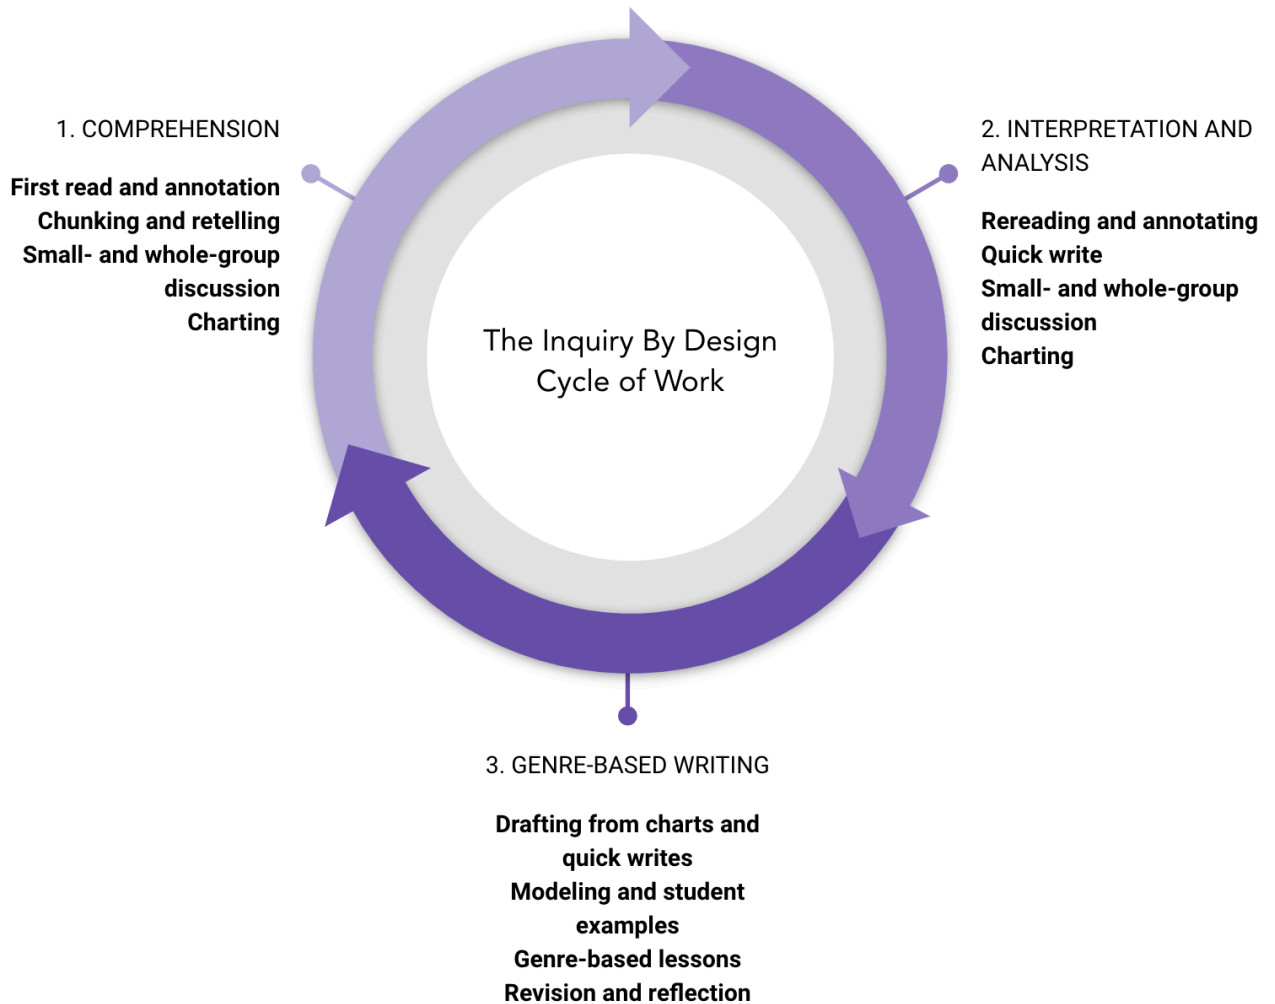 1. COMPREHENSION
First read and annotation
Chunking and retelling
Small- and whole-group
discussion
Charting
2. INTERPRETATION AND
ANALYSIS
Rereading and annotating
Quick write
Small- and whole-group
discussion
Charting
The Inquiry By Design
Cycle of Work
3. GENRE-BASED WRITING
Drafting from charts and
quick writes
Modeling and student
examples
Genre-based lessons
Revision and reflection